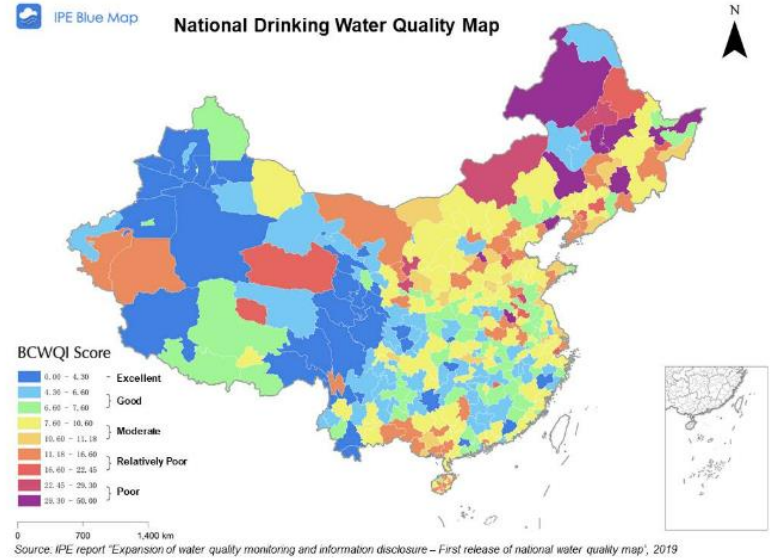 IPE Blue Map
National Drinking Water Quality Map
N
BCWQI Score
0.00 - 4.30 - Excellent
4.30 - 6.60
Good
6.60 - 7.60
7.60 - 10.60
Moderate
10.60 - 11.18
11.18 - 16.60
Relatively Poor
16.60 - 22.45
22.45 - 29.30
Poor
29.30 - 50.00
0 700 1,400 km
Source: IPE report "Expansion of water quality monitoring and information disclosure – First release of national water quality map", 2019